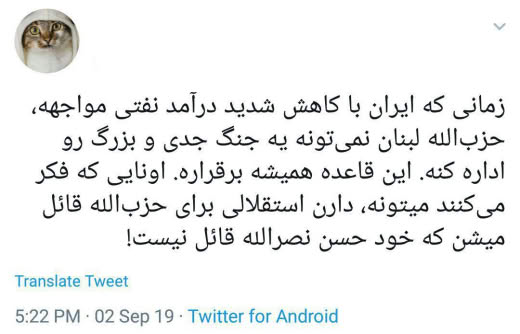 زمانی که ایران با کاهش شدید درآمد نفتی مواجهه،
حزب‌الله لبنان نمی‌تونه یه جنگ جدی و بزرگ رو
اداره کنه. این قاعده همیشه برقراره. اونایی که فکر
می‌کنند میتونه، دارن استقلالی برای حزب‌الله قائل
میشن که خود حسن نصرالله قائل نیست!
Translate Tweet
5:22 PM · 02 Sep 19 · Twitter for Android